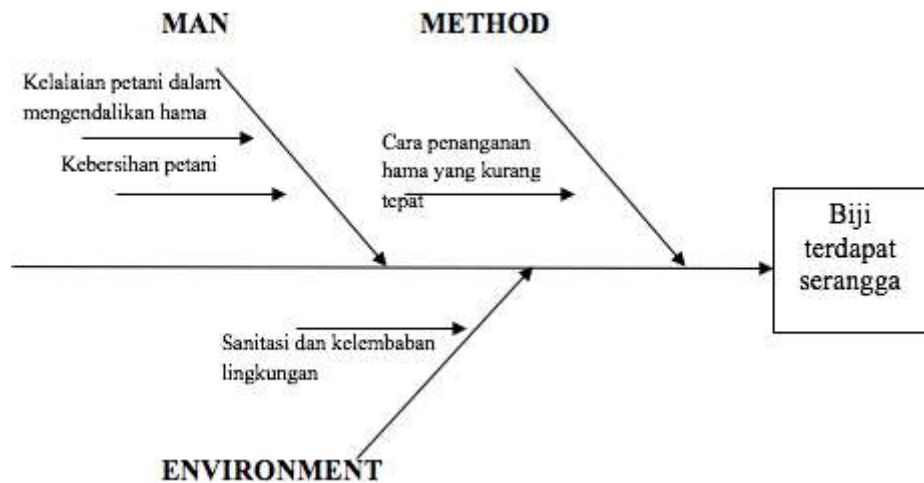 MAN
METHOD
Kelalaian petani dalam
mengendalikan hama
Kebersihan petani
Cara penanganan
hama yang kurang
tepat
Biji
terdapat
serangga
Sanitasi dan kelembaban
lingkungan
ENVIRONMENT